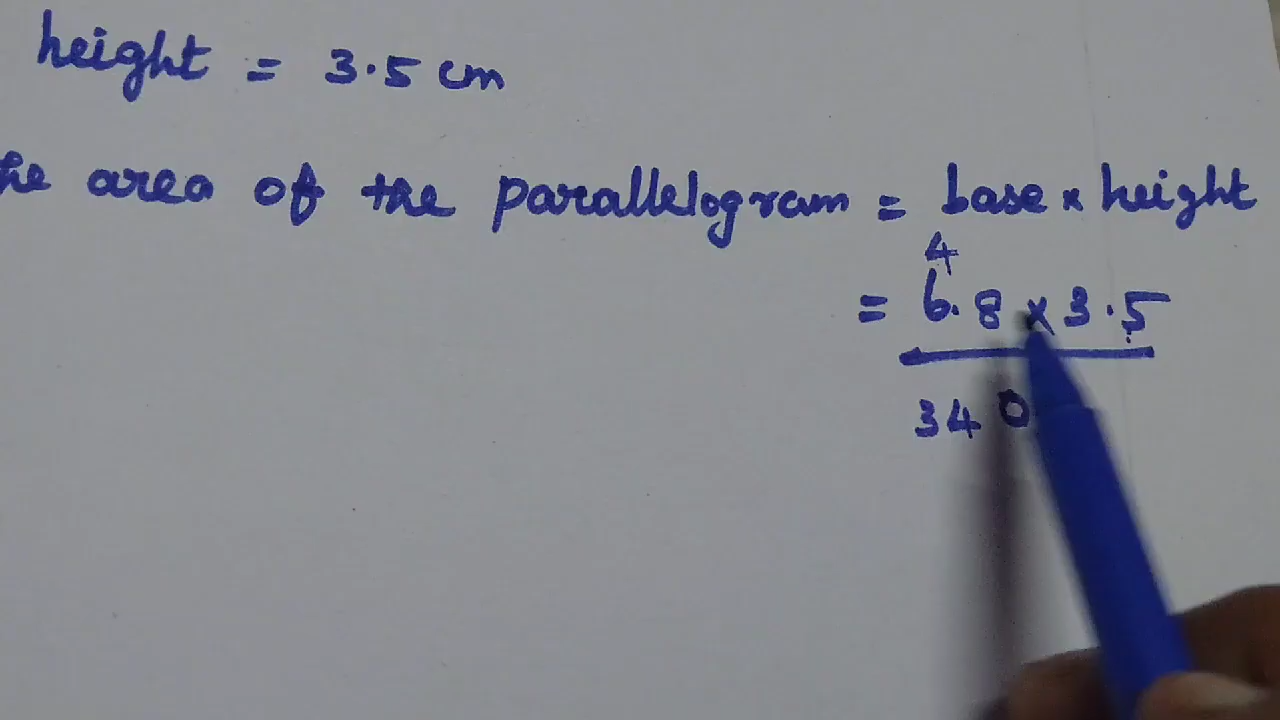 height = 3.5 cm
he area of the parallelogram = base × height
4
= 6.8 × 3.5
340